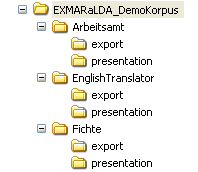 EXMARaLDA_DemoKorpus
Arbeitsamt
export
presentation
EnglishTranslator
export
presentation
Fichte
export
presentation